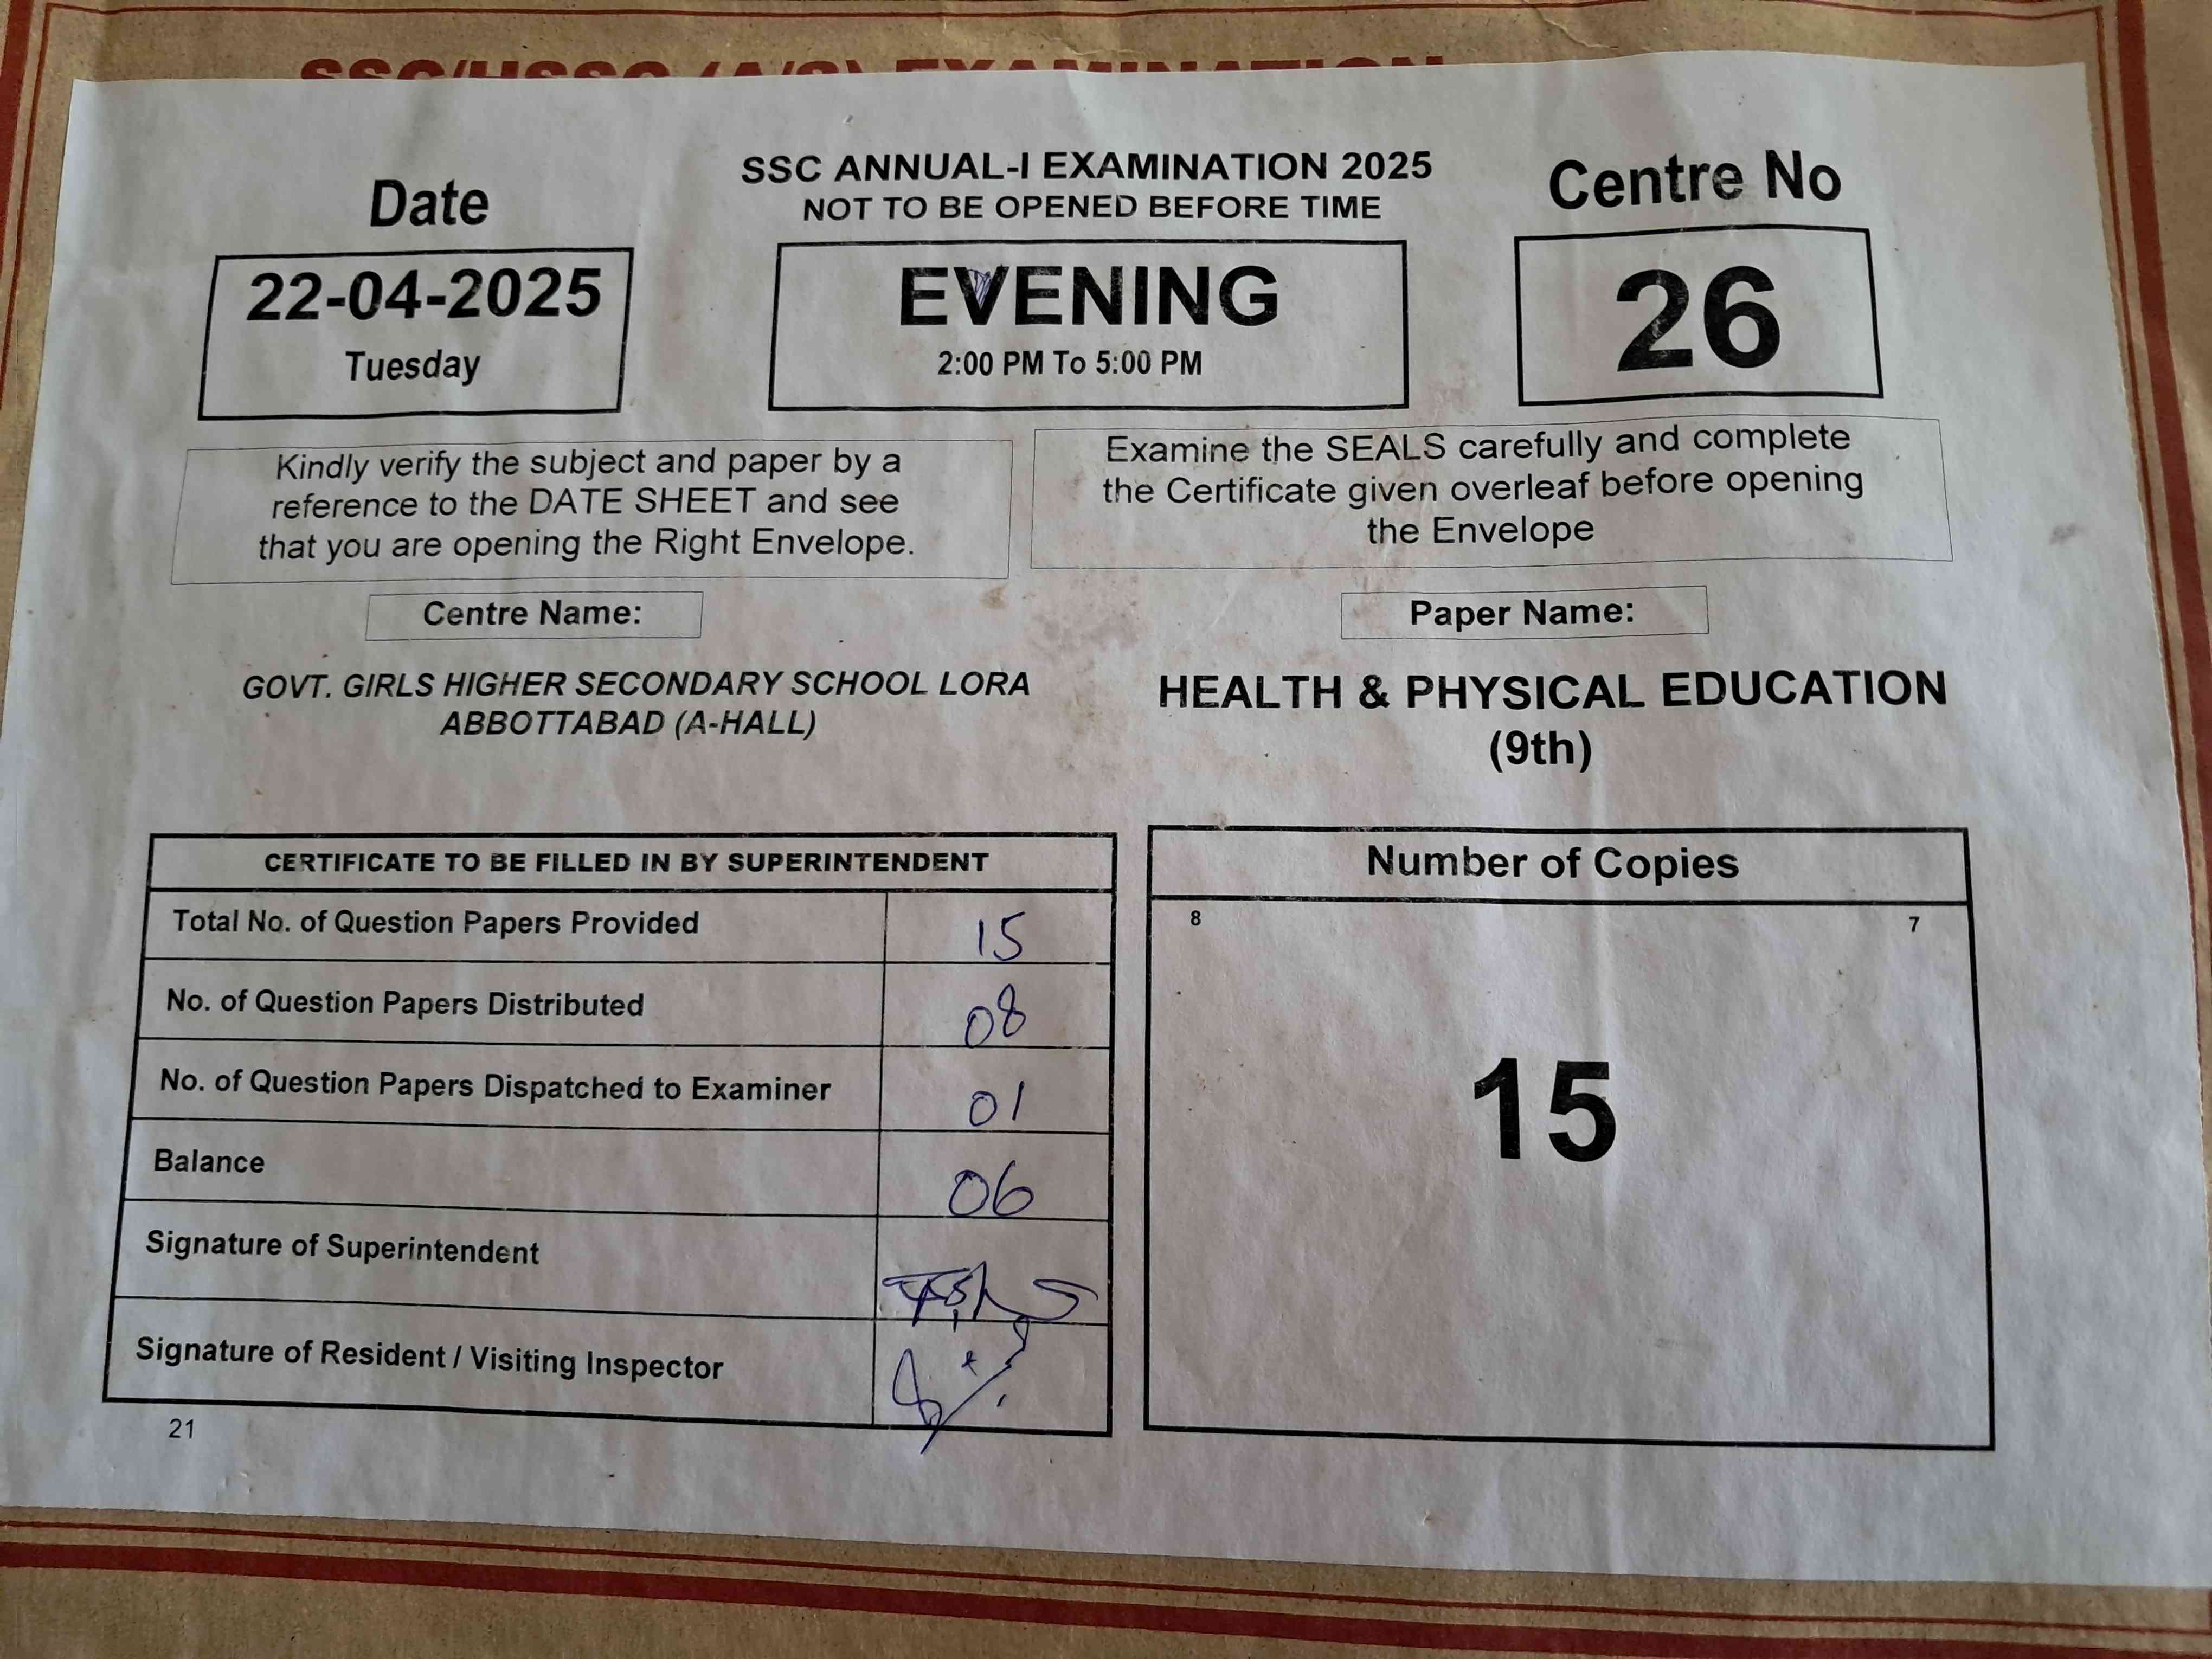 SSC/HSSC (A/S) EXAMINATION
SSC ANNUAL-I EXAMINATION 2025
NOT TO BE OPENED BEFORE TIME
Date
22-04-2025
Tuesday
EVENING
2:00 PM To 5:00 PM
Centre No
26
Kindly verify the subject and paper by a
reference to the DATE SHEET and see
that you are opening the Right Envelope.
Examine the SEALS carefully and complete
the Certificate given overleaf before opening
the Envelope
Centre Name:
GOVT. GIRLS HIGHER SECONDARY SCHOOL LORA
ABBOTTABAD (A-HALL)
Paper Name:
HEALTH & PHYSICAL EDUCATION
(9th)
CERTIFICATE TO BE FILLED IN BY SUPERINTENDENT
Total No. of Question Papers Provided 15
No. of Question Papers Distributed 08
No. of Question Papers Dispatched to Examiner 01
Balance 06
Signature of Superintendent
Signature of Resident / Visiting Inspector
21
Number of Copies
8 7
15